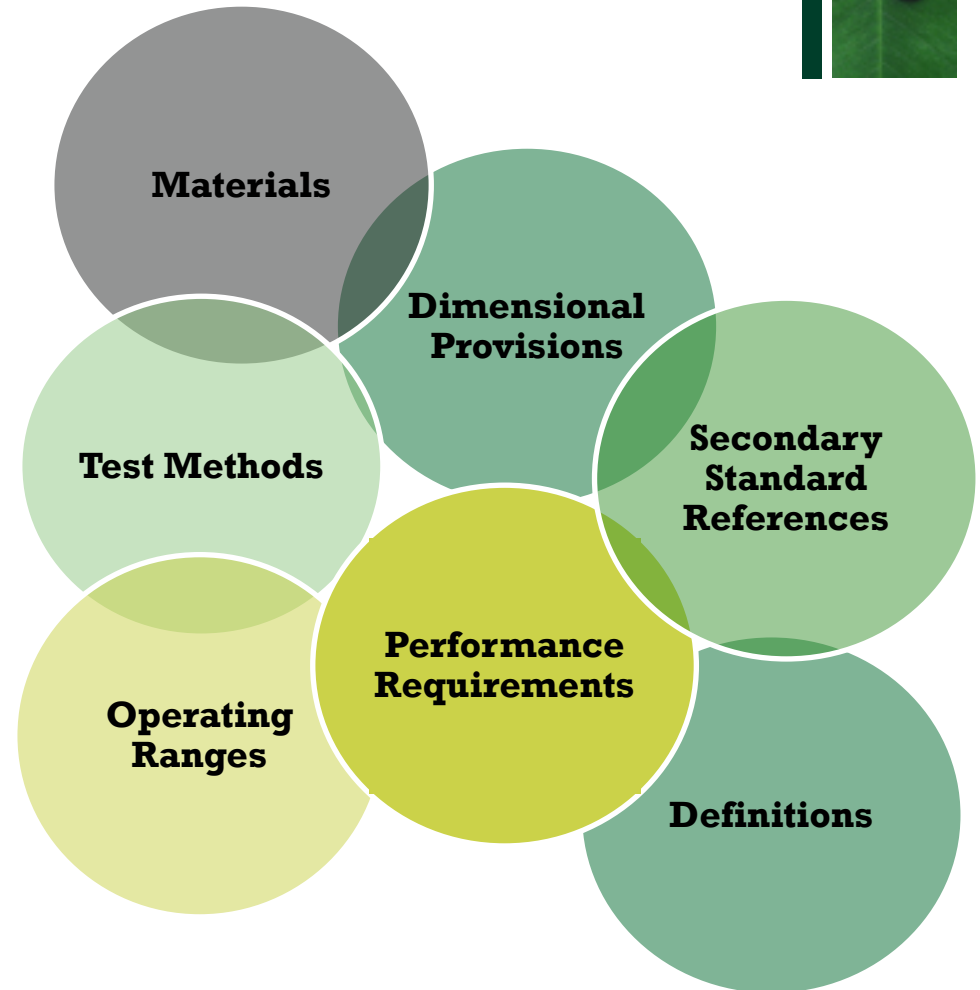 Materials
Dimensional
Provisions
Secondary
Standard
References
Test Methods
Performance
Requirements
Operating
Ranges
Definitions